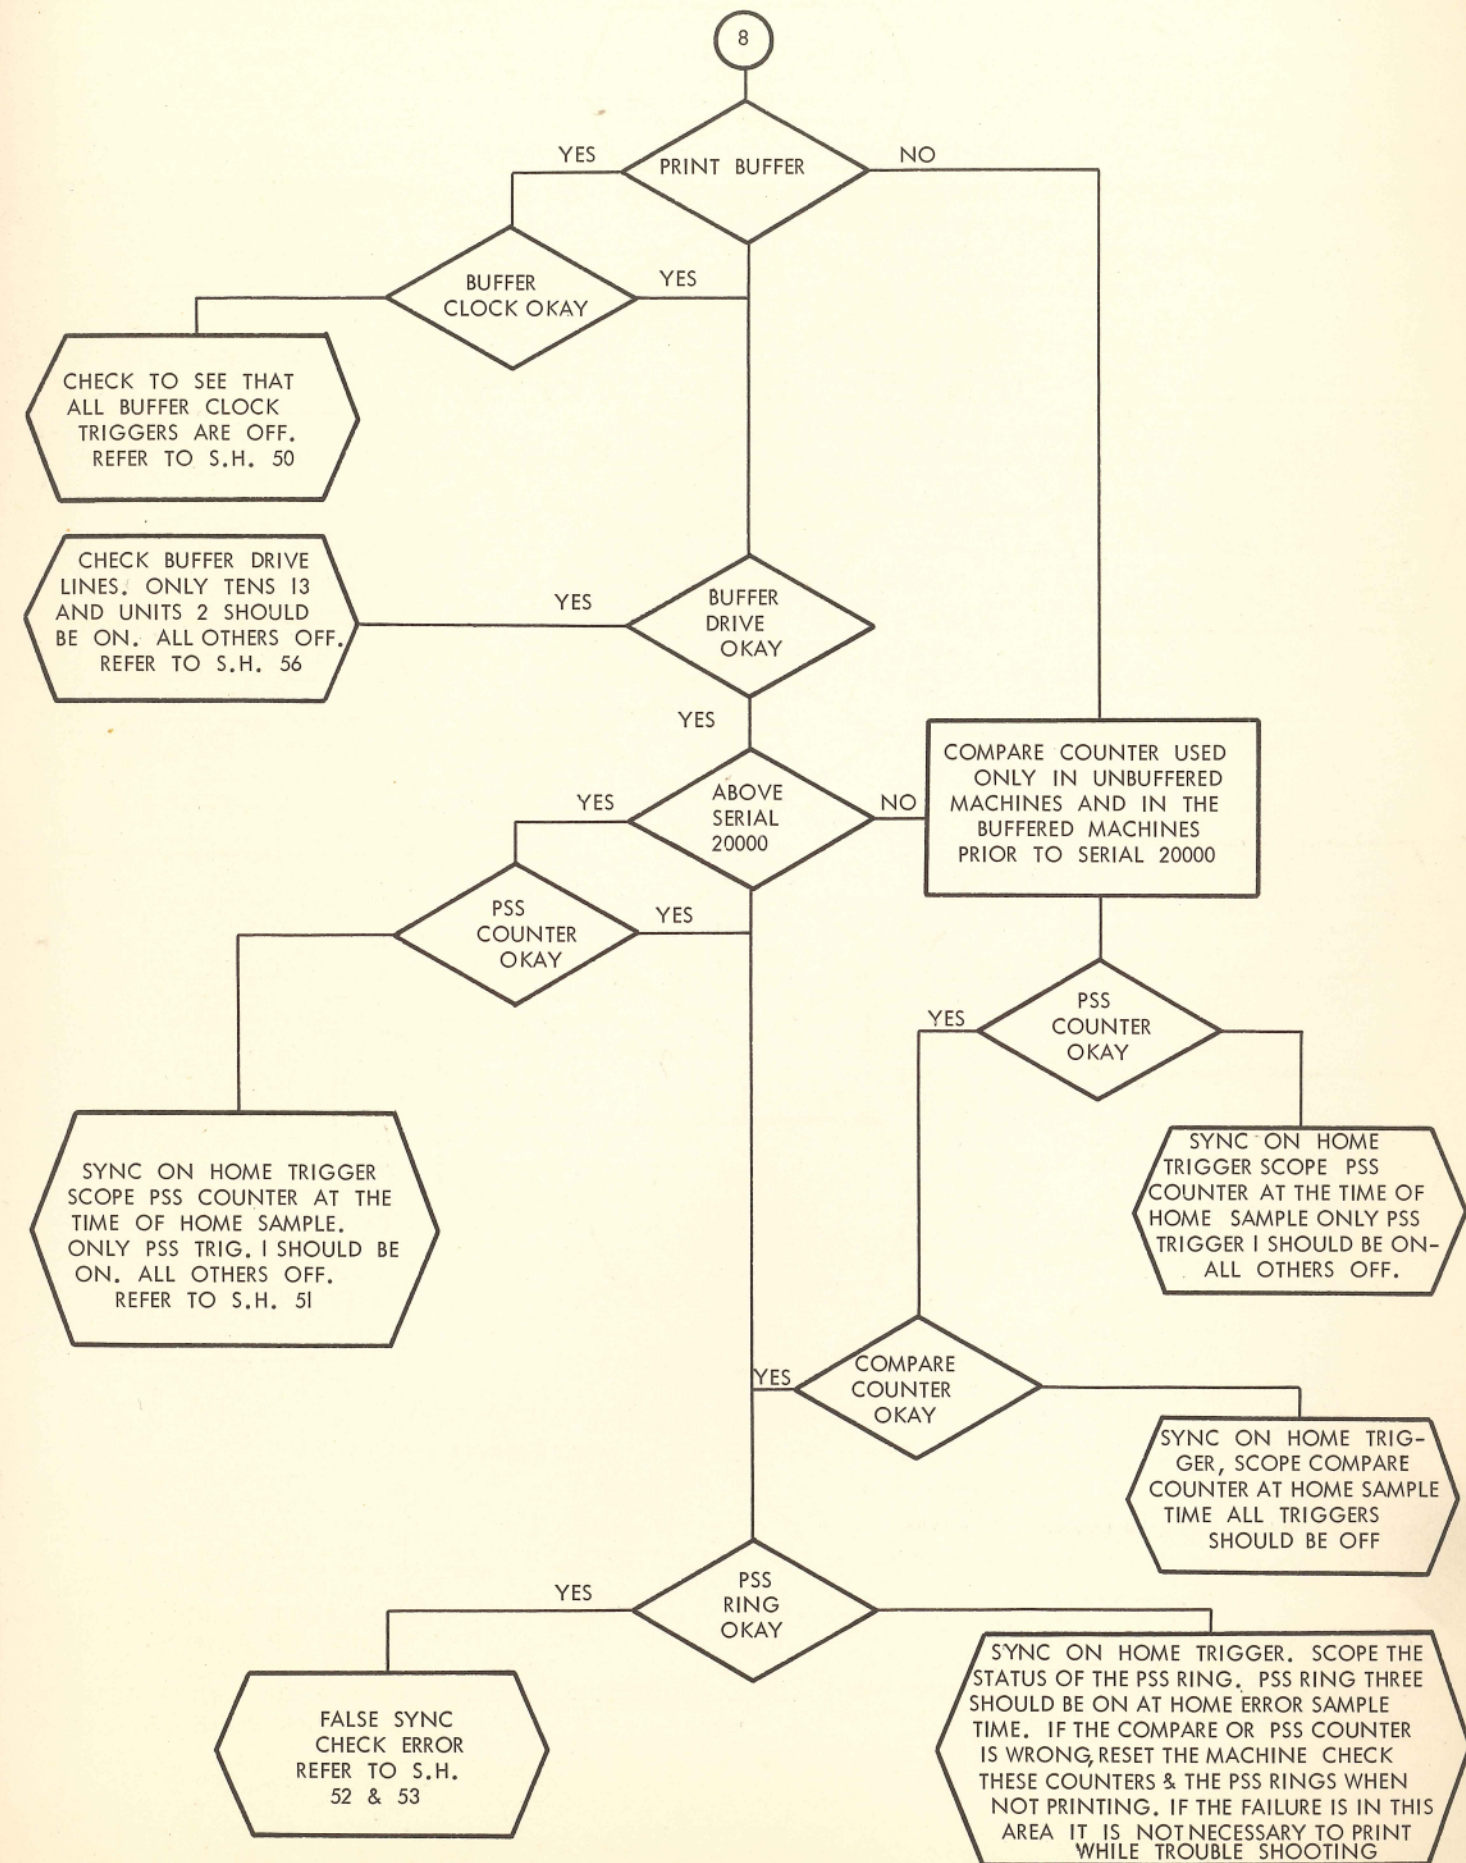 8
PRINT BUFFER
YES
NO
BUFFER
CLOCK OKAY
YES
CHECK TO SEE THAT
ALL BUFFER CLOCK
TRIGGERS ARE OFF.
REFER TO S.H. 50
CHECK BUFFER DRIVE
LINES. ONLY TENS 13
AND UNITS 2 SHOULD
BE ON. ALL OTHERS OFF.
REFER TO S.H. 56
YES
BUFFER
DRIVE
OKAY
YES
YES
ABOVE
SERIAL
20000
NO
COMPARE COUNTER USED
ONLY IN UNBUFFERED
MACHINES AND IN THE
BUFFERED MACHINES
PRIOR TO SERIAL 20000
PSS
COUNTER
OKAY
YES
YES
PSS
COUNTER
OKAY
SYNC ON HOME TRIGGER
SCOPE PSS COUNTER AT THE
TIME OF HOME SAMPLE.
ONLY PSS TRIG. I SHOULD BE
ON. ALL OTHERS OFF.
REFER TO S.H. 51
SYNC ON HOME
TRIGGER SCOPE PSS
COUNTER AT THE TIME OF
HOME SAMPLE ONLY PSS
TRIGGER I SHOULD BE ON-
ALL OTHERS OFF.
YES
COMPARE
COUNTER
OKAY
SYNC ON HOME TRIG-
GER, SCOPE COMPARE
COUNTER AT HOME SAMPLE
TIME ALL TRIGGERS
SHOULD BE OFF
YES
PSS
RING
OKAY
FALSE SYNC
CHECK ERROR
REFER TO S.H.
52 & 53
SYNC ON HOME TRIGGER. SCOPE THE
STATUS OF THE PSS RING. PSS RING THREE
SHOULD BE ON AT HOME ERROR SAMPLE
TIME. IF THE COMPARE OR PSS COUNTER
IS WRONG, RESET THE MACHINE CHECK
THESE COUNTERS & THE PSS RINGS WHEN
NOT PRINTING. IF THE FAILURE IS IN THIS
AREA IT IS NOT NECESSARY TO PRINT
WHILE TROUBLE SHOOTING